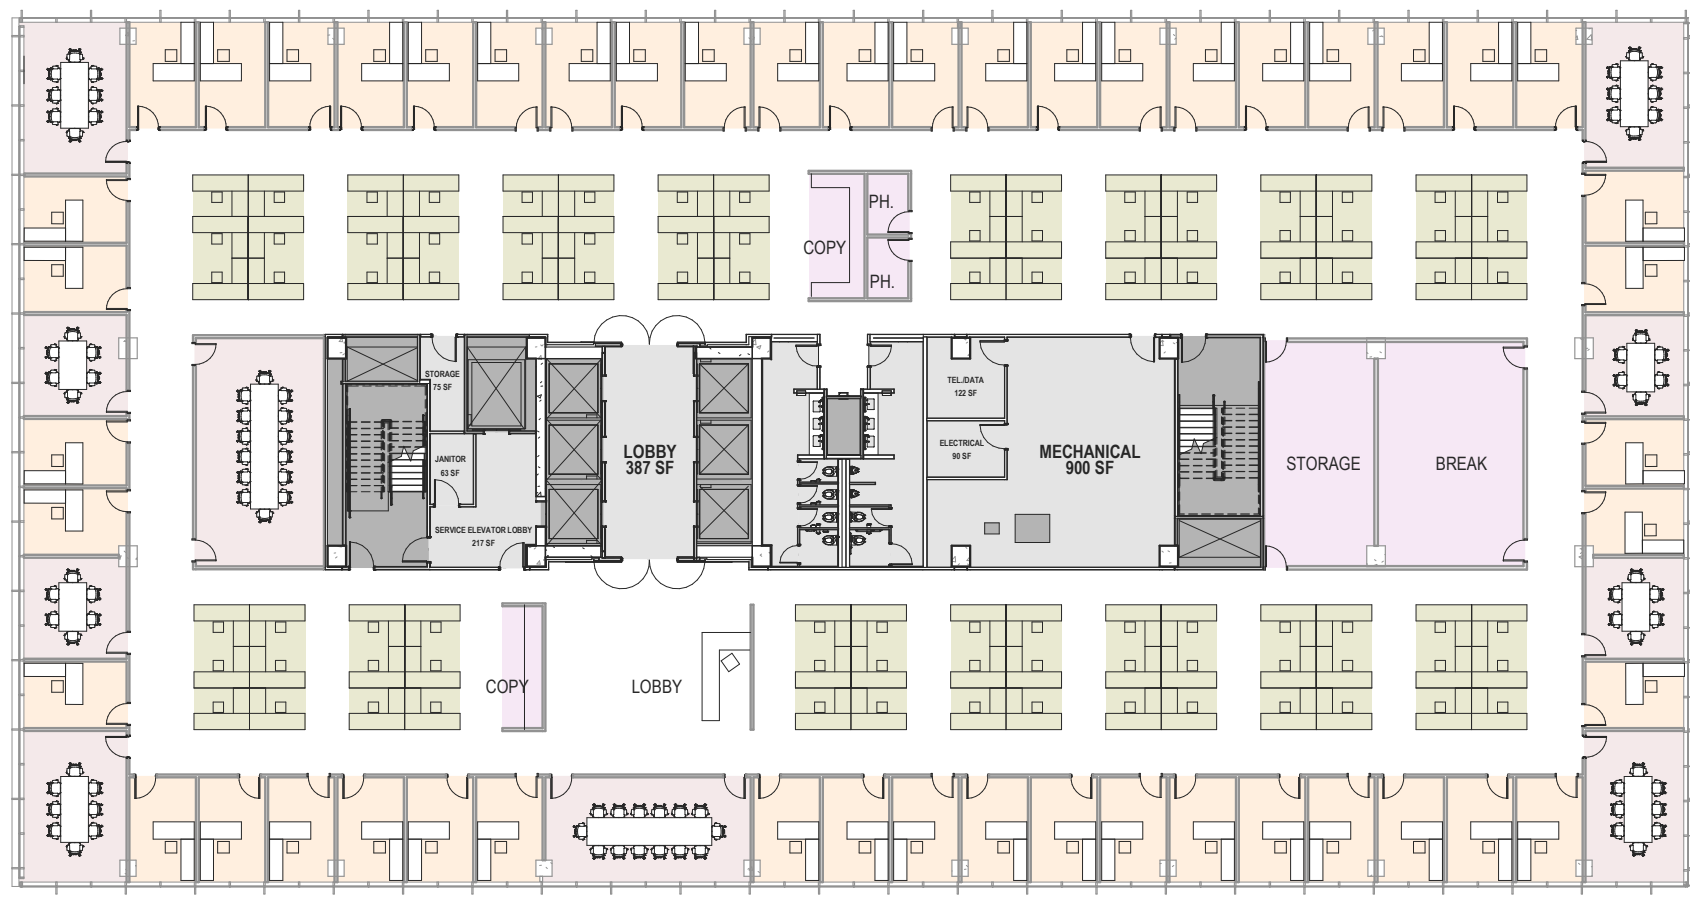 PH.
COPY
PH.
STORAGE
75 SF
TEL./DATA
122 SF
JANITOR
63 SF
LOBBY
387 SF
ELECTRICAL
90 SF
MECHANICAL
900 SF
STORAGE
BREAK
SERVICE ELEVATOR LOBBY
217 SF
COPY
LOBBY